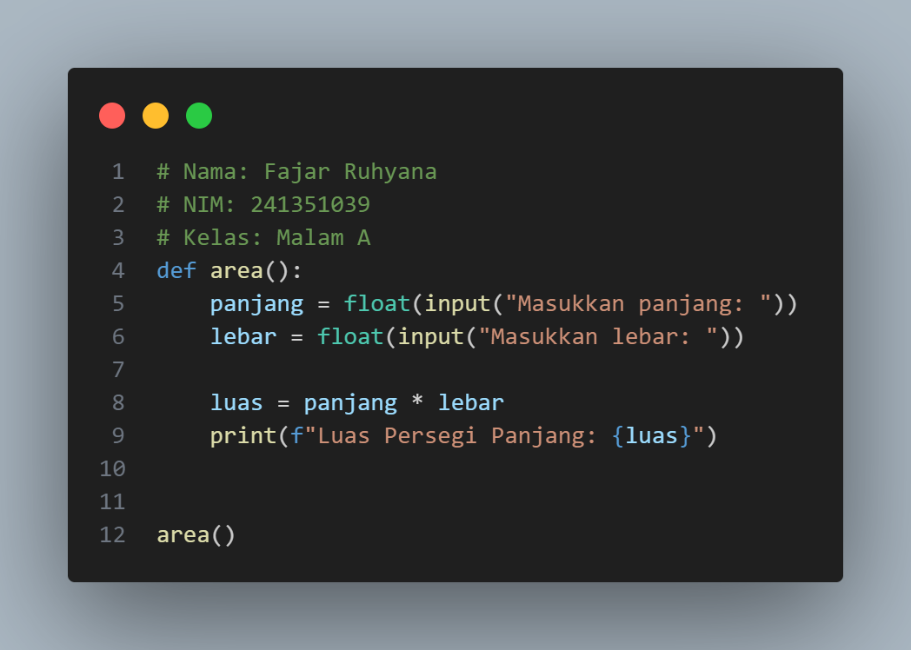 1 # Nama: Fajar Ruhyana
2 # NIM: 241351039
3 # Kelas: Malam A
4 def area():
5     panjang = float(input("Masukkan panjang: "))
6     lebar = float(input("Masukkan lebar: "))
7
8     luas = panjang * lebar
9     print(f"Luas Persegi Panjang: {luas}")
10
11
12 area()